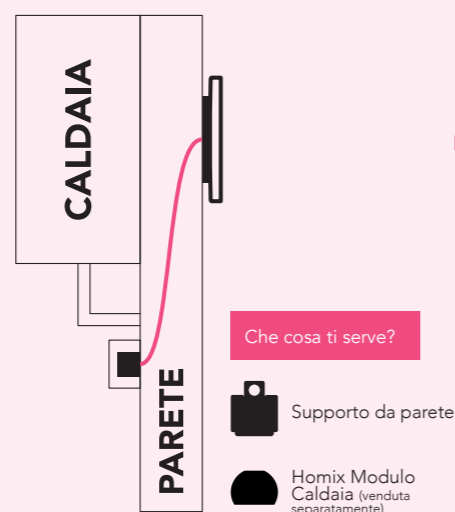 CALDAIA
PARETE
Che cosa ti serve?
Supporto da parete
Homix Modulo
Caldaia (venduta
separatamente)